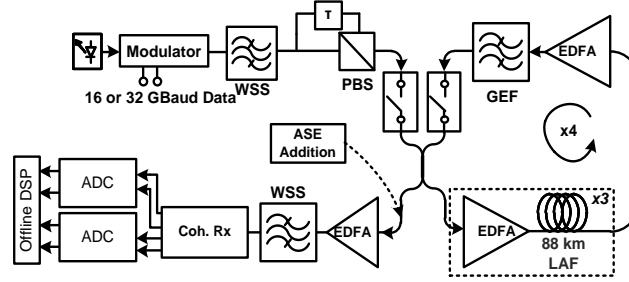 T
Modulator
WSS
PBS
16 or 32 GBaud Data
GEF
EDFA
x4
ASE
Addition
WSS
Offline DSP
ADC
ADC
Coh. Rx
EDFA
EDFA
x3
88 km
LAF